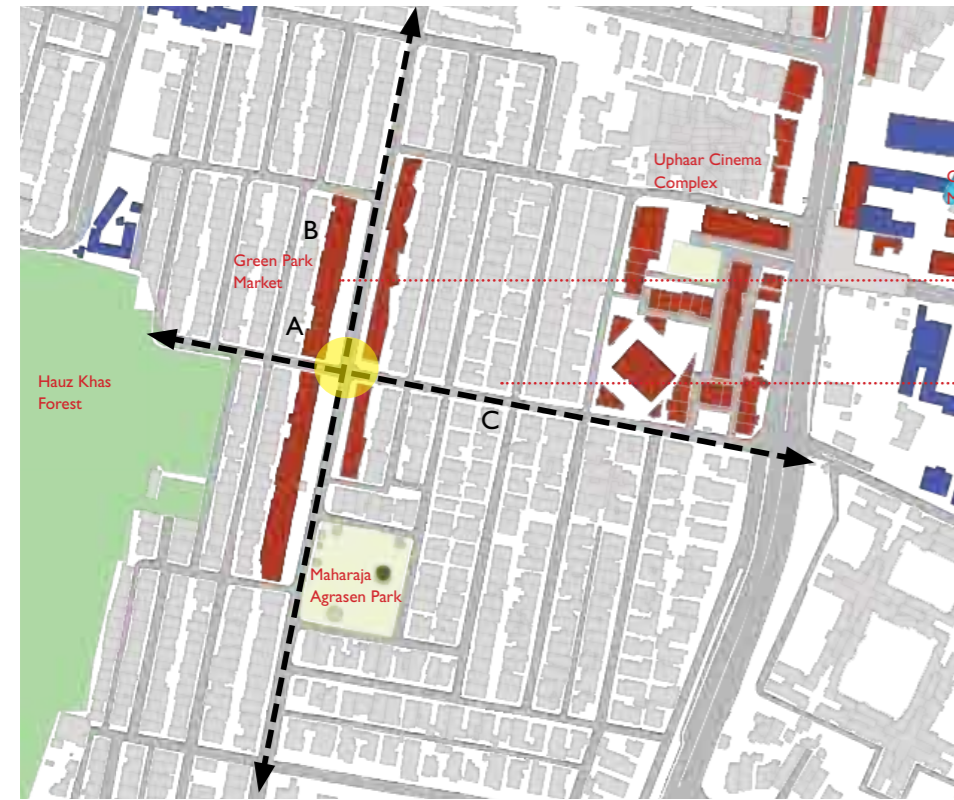 Uphaar Cinema
Complex
B
Green Park
Market
A
Hauz Khas
Forest
C
Maharaja
Agrasen Park